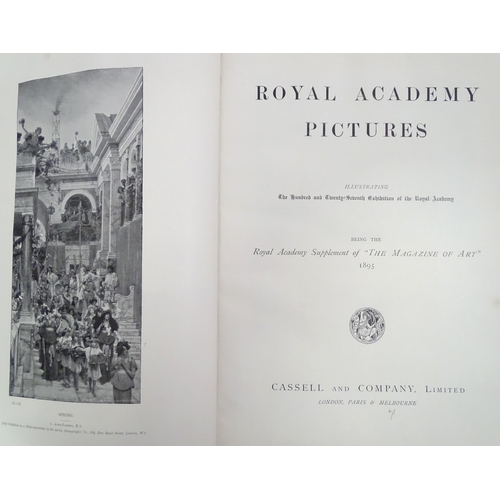 SPRING.
ROYAL ACADEMY
PICTURES
ILLUSTRATING
The Hundred and Twenty-Seventh Exhibition of the Royal Academy
BEING THE
Royal Academy Supplement of "THE MAGAZINE OF ART"
1895
CASSELL AND COMPANY, LIMITED
LONDON, PARIS & MELBOURNE